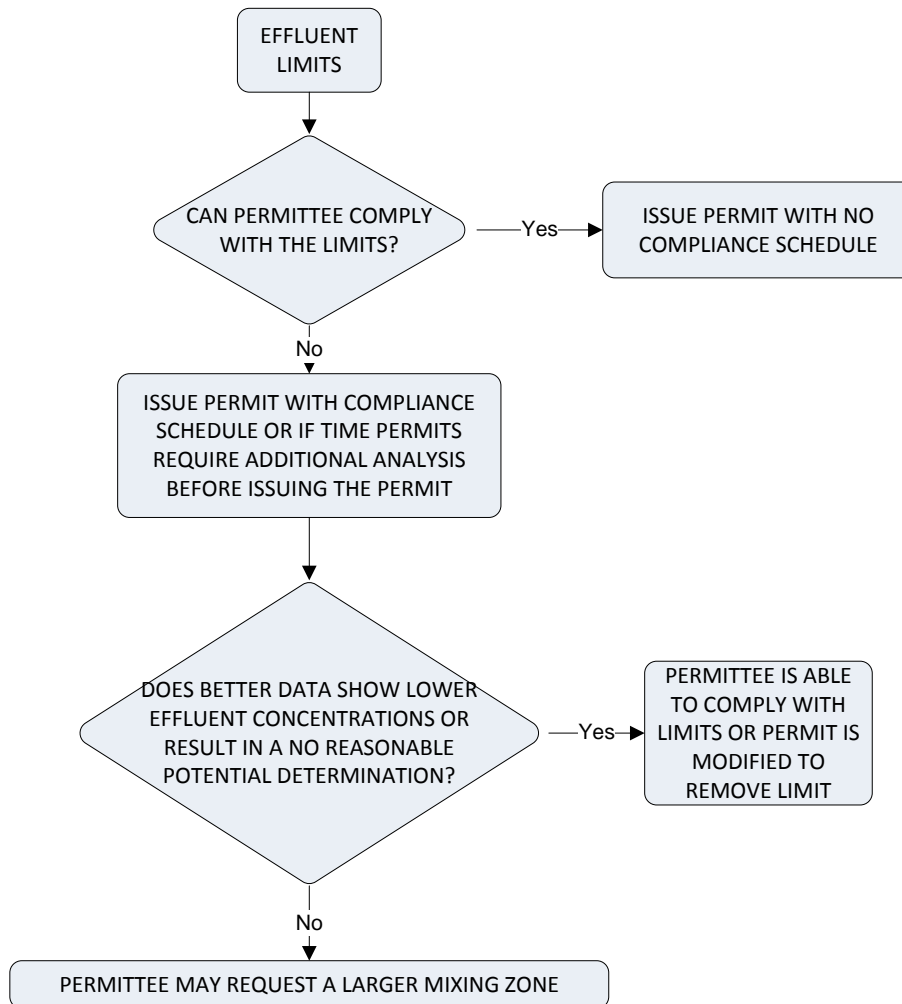 EFFLUENT
LIMITS
CAN PERMITTEE COMPLY
WITH THE LIMITS?
Yes
ISSUE PERMIT WITH NO
COMPLIANCE SCHEDULE
No
ISSUE PERMIT WITH COMPLIANCE
SCHEDULE OR IF TIME PERMITS
REQUIRE ADDITIONAL ANALYSIS
BEFORE ISSUING THE PERMIT
DOES BETTER DATA SHOW LOWER
EFFLUENT CONCENTRATIONS OR
RESULT IN A NO REASONABLE
POTENTIAL DETERMINATION?
Yes
PERMITTEE IS ABLE
TO COMPLY WITH
LIMITS OR PERMIT IS
MODIFIED TO
REMOVE LIMIT
No
PERMITTEE MAY REQUEST A LARGER MIXING ZONE